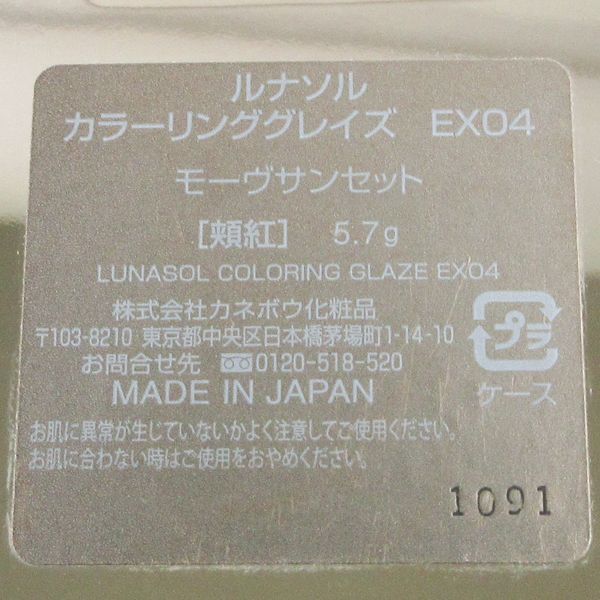 ルナソル
カラーリンググレイズ EX04
モーヴサンセット
[頬紅] 5.7g
LUNASOL COLORING GLAZE EX04
株式会社カネボウ化粧品
〒103-8210 東京都中央区日本橋茅場町1-14-10
お問合せ先 0120-518-520
MADE IN JAPAN
プラ
ケース
お肌に異常が生じていないかよく注意してご使用ください。
お肌に合わない時はご使用をおやめください。
1091